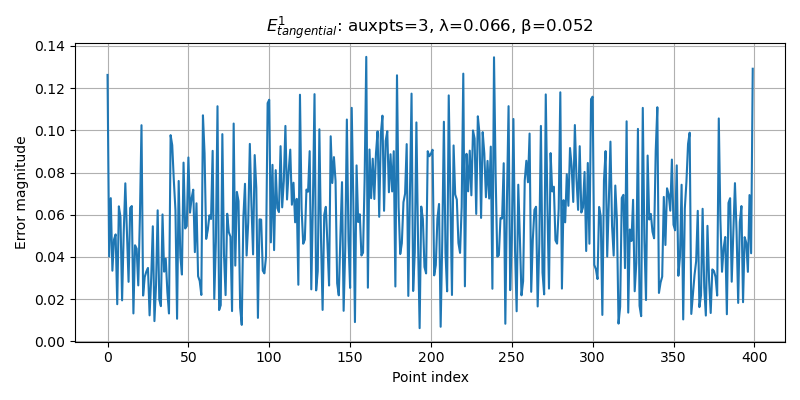 $E^{1}_{tangential}$: auxpts=3, λ=0.066, β=0.052
0.14
0.12
0.10
0.08
0.06
0.04
0.02
0.00
Error magnitude
0 50 100 150 200 250 300 350 400
Point index